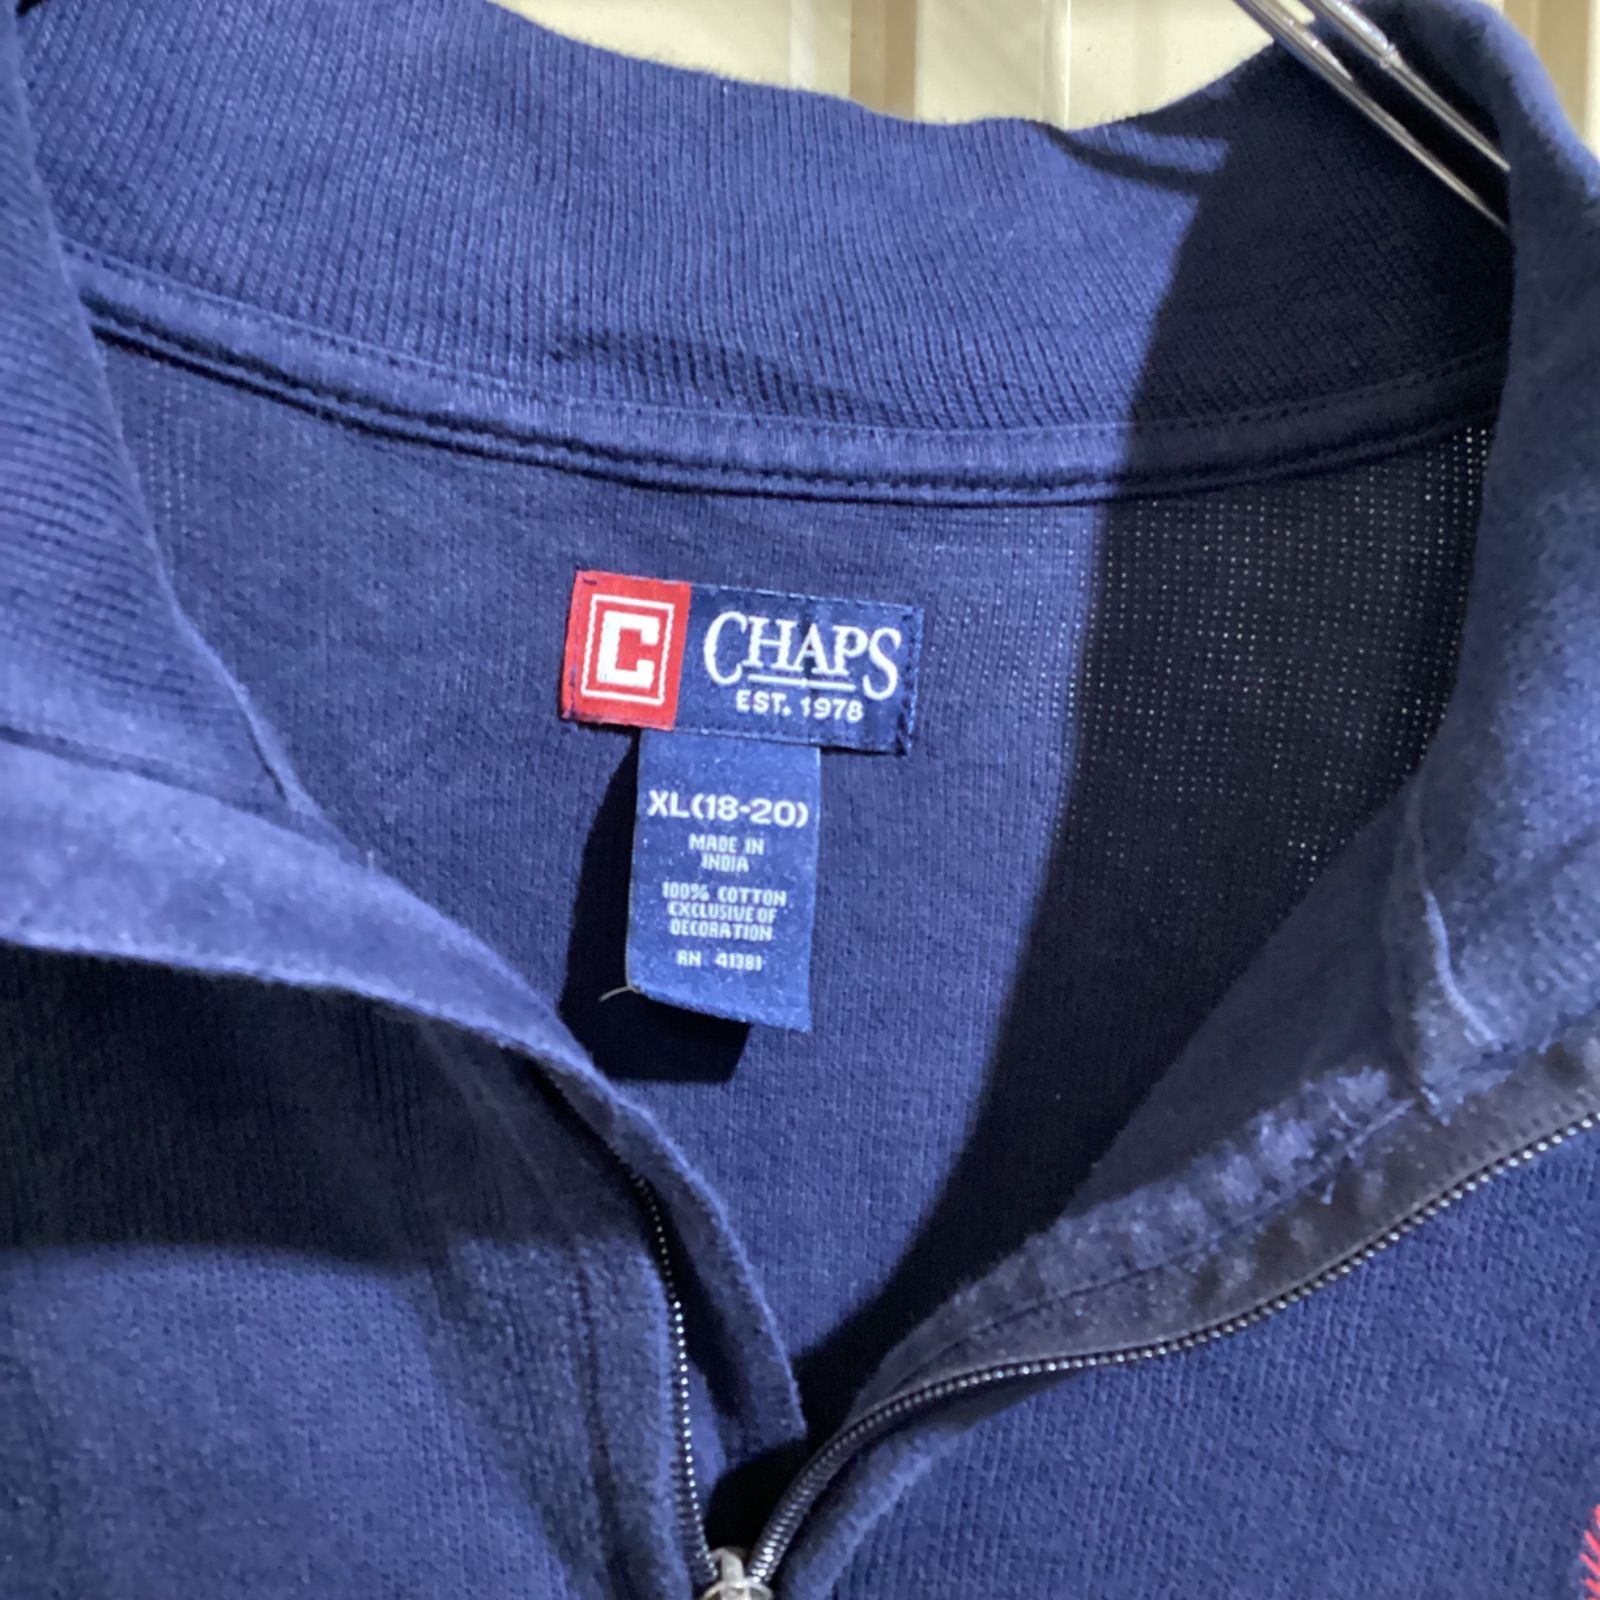 C
CHAPS
EST. 1978
XL(18-20)
MADE IN
INDIA
100% COTTON
EXCLUSIVE OF
DECORATION
RN 41381